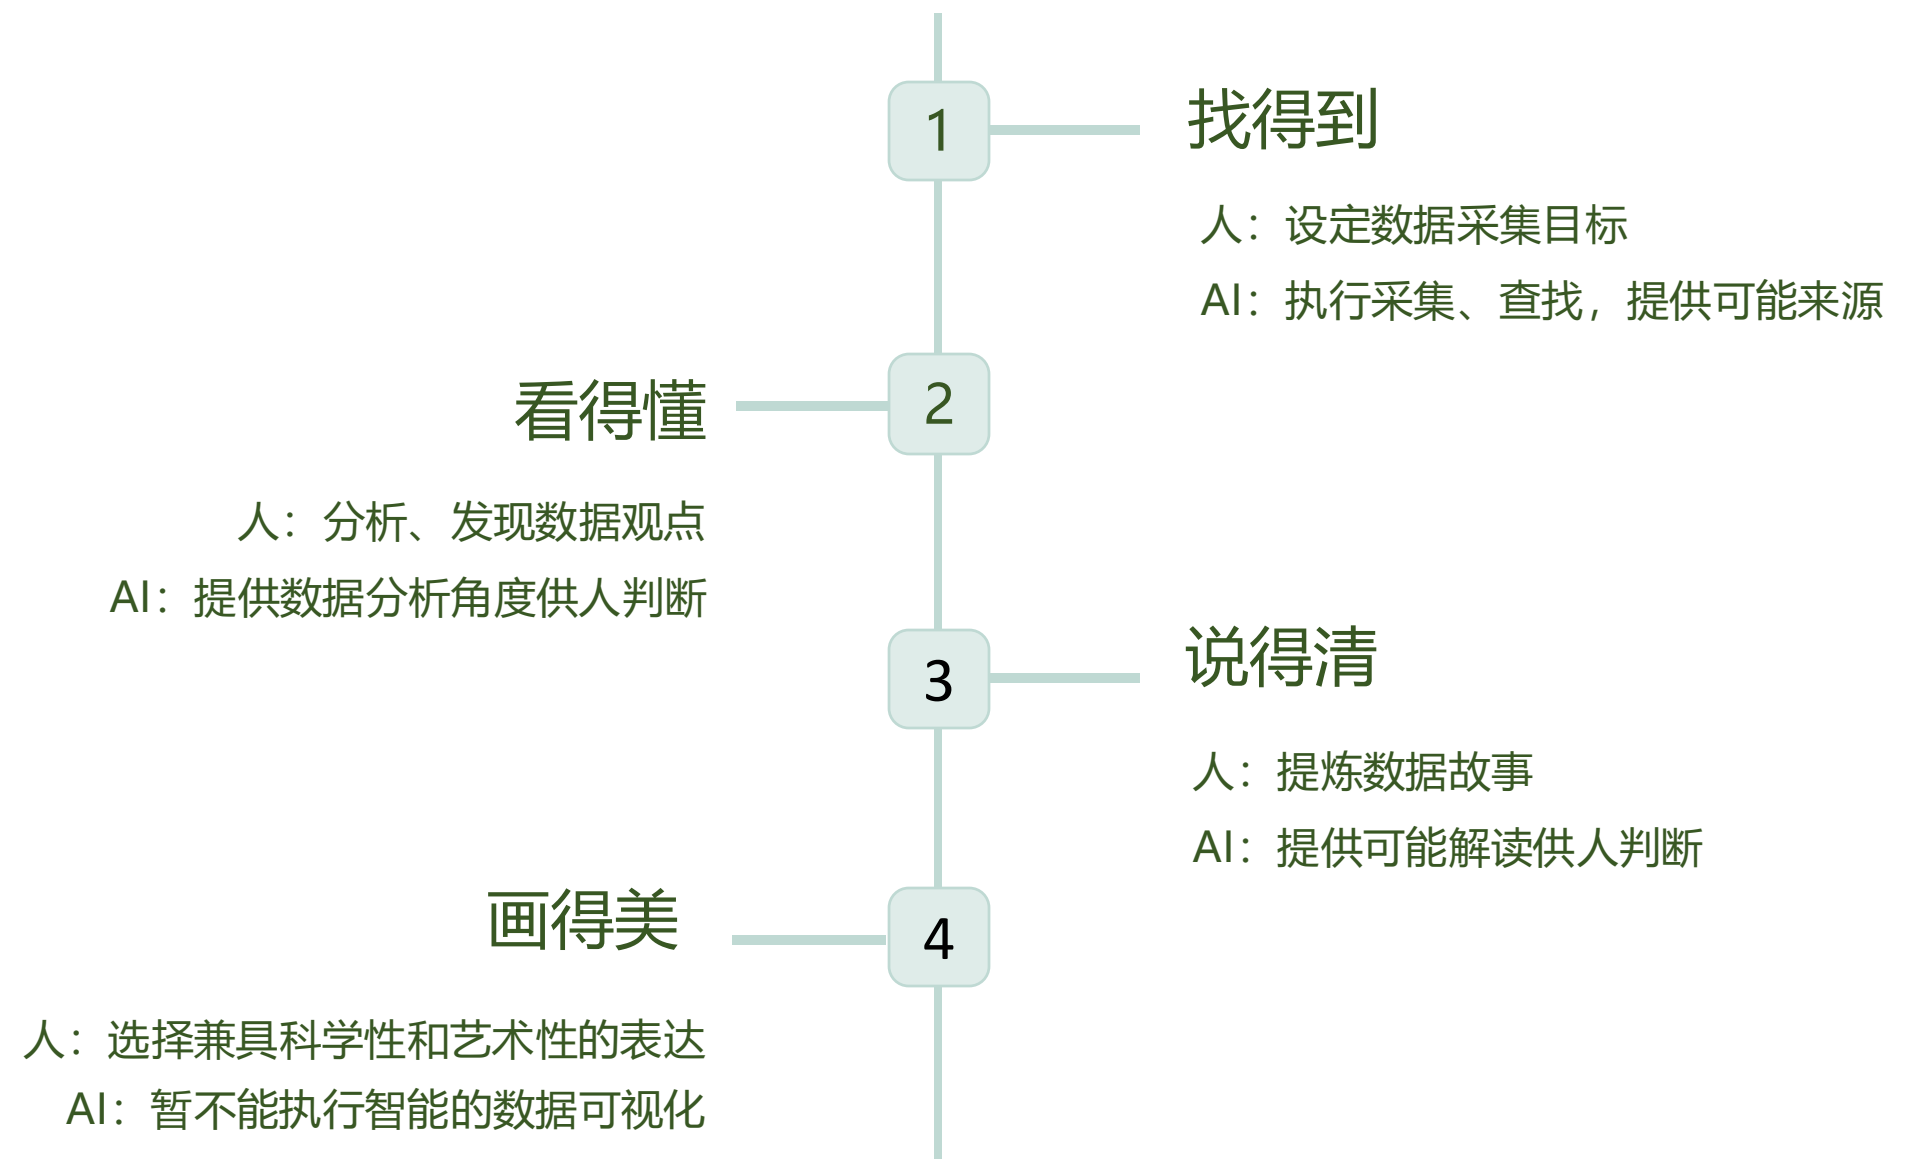 1
找得到
人：设定数据采集目标
AI：执行采集、查找，提供可能来源
2
看得懂
人：分析、发现数据观点
AI：提供数据分析角度供人判断
3
说得清
人：提炼数据故事
AI：提供可能解读供人判断
4
画得美
人：选择兼具科学性和艺术性的表达
AI：暂不能执行智能的数据可视化